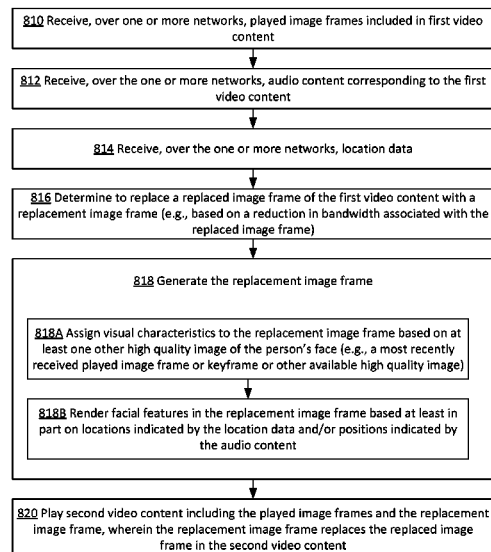 810 Receive, over one or more networks, played image frames included in first video
content
812 Receive, over the one or more networks, audio content corresponding to the first
video content
814 Receive, over the one or more networks, location data
816 Determine to replace a replaced image frame of the first video content with a
replacement image frame (e.g., based on a reduction in bandwidth associated with the
replaced image frame)
818 Generate the replacement image frame
818A Assign visual characteristics to the replacement image frame based on at
least one other high quality image of the person's face (e.g., a most recently
received played image frame or keyframe or other available high quality image)
818B Render facial features in the replacement image frame based at least in
part on locations indicated by the location data and/or positions indicated by
the audio content
820 Play second video content including the played image frames and the replacement
image frame, wherein the replacement image frame replaces the replaced image
frame in the second video content